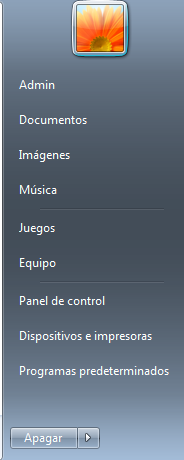 Admin
Documentos
Imágenes
Música
Juegos
Equipo
Panel de control
Dispositivos e impresoras
Programas predeterminados
Apagar